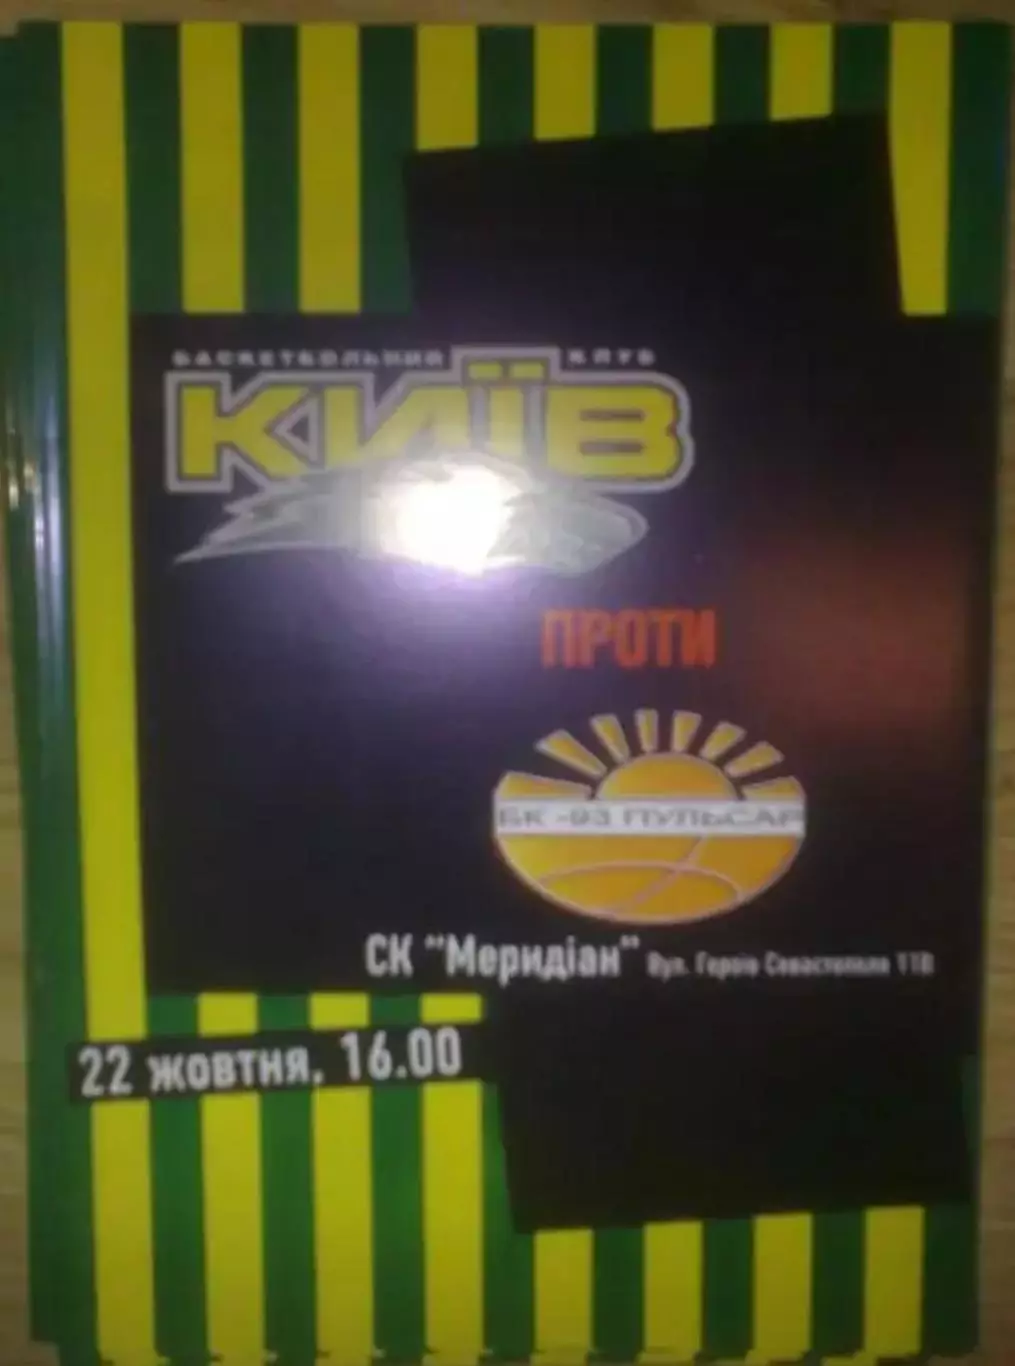 БАСКЕТБОЛЬНИЙ КЛУБ
КИЇВ
ПРОТИ
БК -93 ПУЛЬСАР
СК "Меридіан" Вул. Героїв Севастополя 11В
22 жовтня. 16.00